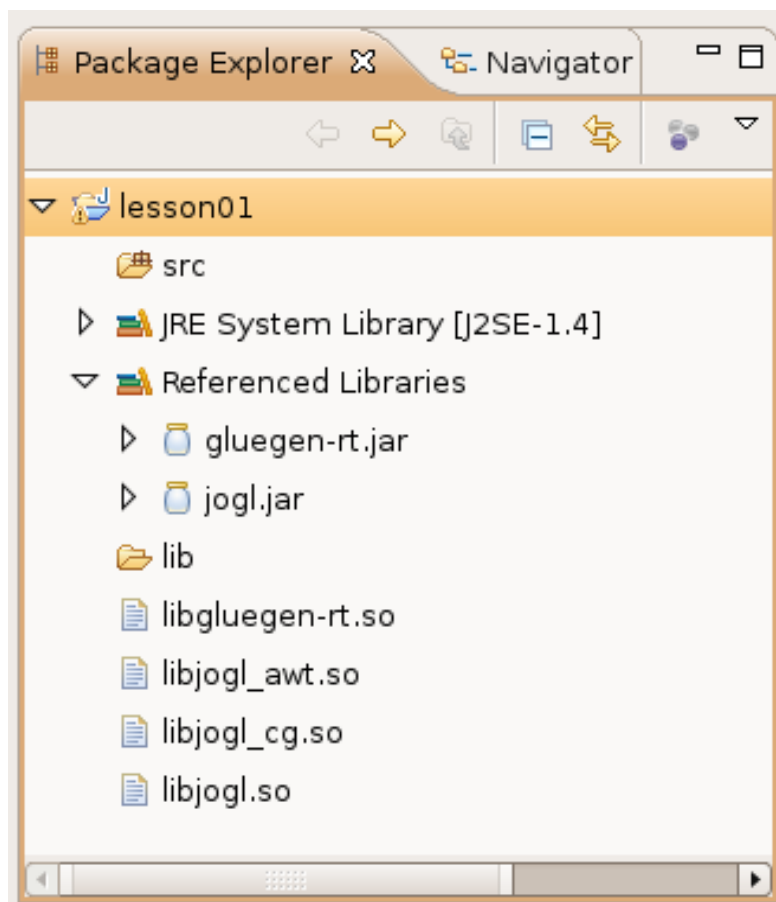 Package Explorer Navigator
lesson01
src
JRE System Library [J2SE-1.4]
Referenced Libraries
gluegen-rt.jar
jogl.jar
lib
libgluegen-rt.so
libjogl_awt.so
libjogl_cg.so
libjogl.so